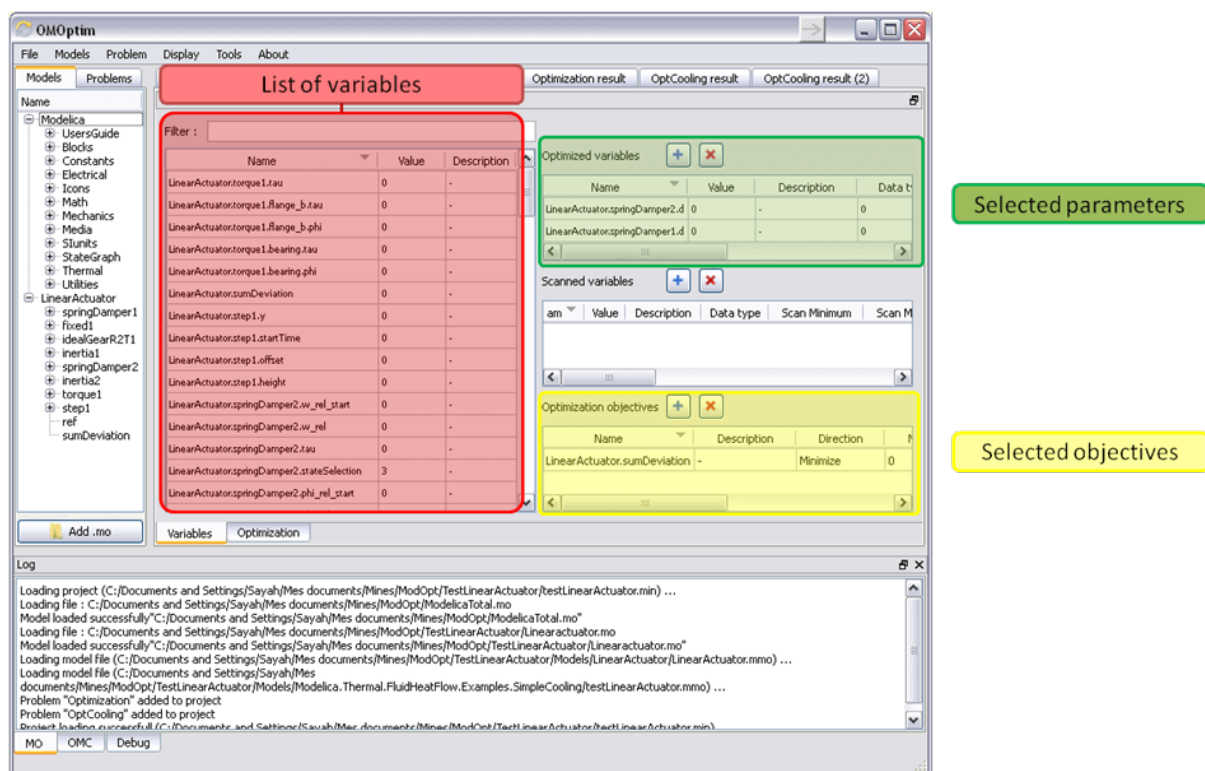 OMOptim
File Models Problem Display Tools About
Models Problems
Optimization result OptCooling result OptCooling result (2)
List of variables
Name
Modelica
UsersGuide
Blocks
Constants
Electrical
Icons
Math
Mechanics
Media
SIunits
StateGraph
Thermal
Utilities
LinearActuator
springDamper1
fixed1
idealGearR2T1
inertia1
springDamper2
inertia2
torque1
step1
ref
sumDeviation
Add .mo
Filter :
Name Value Description
LinearActuator.torque1.tau 0 -
LinearActuator.torque1.flange_b.tau 0 -
LinearActuator.torque1.flange_b.phi 0 -
LinearActuator.torque1.bearing.tau 0 -
LinearActuator.torque1.bearing.phi 0 -
LinearActuator.sumDeviation 0 -
LinearActuator.step1.y 0 -
LinearActuator.step1.startTime 0 -
LinearActuator.step1.offset 0 -
LinearActuator.step1.height 0 -
LinearActuator.springDamper2.w_rel_start 0 -
LinearActuator.springDamper2.w_rel 0 -
LinearActuator.springDamper2.tau 0 -
LinearActuator.springDamper2.stateSelection 3 -
LinearActuator.springDamper2.phi_rel_start 0 -
Variables Optimization
Optimized variables
Name Value Description Data t
LinearActuator.springDamper2.d 0 - 0
LinearActuator.springDamper1.d 0 - 0
Selected parameters
Scanned variables
am Value Description Data type Scan Minimum Scan M
Optimization objectives
Name Description Direction
LinearActuator.sumDeviation - Minimize 0
Selected objectives
Log
Loading project (C:/Documents and Settings/Sayah/Mes documents/Mines/ModOpt/TestLinearActuator/testLinearActuator.min) ...
Loading file : C:/Documents and Settings/Sayah/Mes documents/Mines/ModOpt/ModelicaTotal.mo
Model loaded successfully"C:/Documents and Settings/Sayah/Mes documents/Mines/ModOpt/ModelicaTotal.mo"
Loading file : C:/Documents and Settings/Sayah/Mes documents/Mines/ModOpt/TestLinearActuator/Linearactuator.mo
Model loaded successfully"C:/Documents and Settings/Sayah/Mes documents/Mines/ModOpt/TestLinearActuator/Linearactuator.mo"
Loading model file (C:/Documents and Settings/Sayah/Mes documents/Mines/ModOpt/TestLinearActuator/Models/LinearActuator/LinearActuator.mmo) ...
Loading model file (C:/Documents and Settings/Sayah/Mes
documents/Mines/ModOpt/TestLinearActuator/Models/Modelica.Thermal.FluidHeatFlow.Examples.SimpleCooling/testLinearActuator.mmo) ...
Problem "Optimization" added to project
Problem "OptCooling" added to project
Project loading successfull (C:/Documents and Settings/Sayah/Mes documents/Mines/ModOpt/TestLinearActuator/testLinearActuator.min)
MO OMC Debug